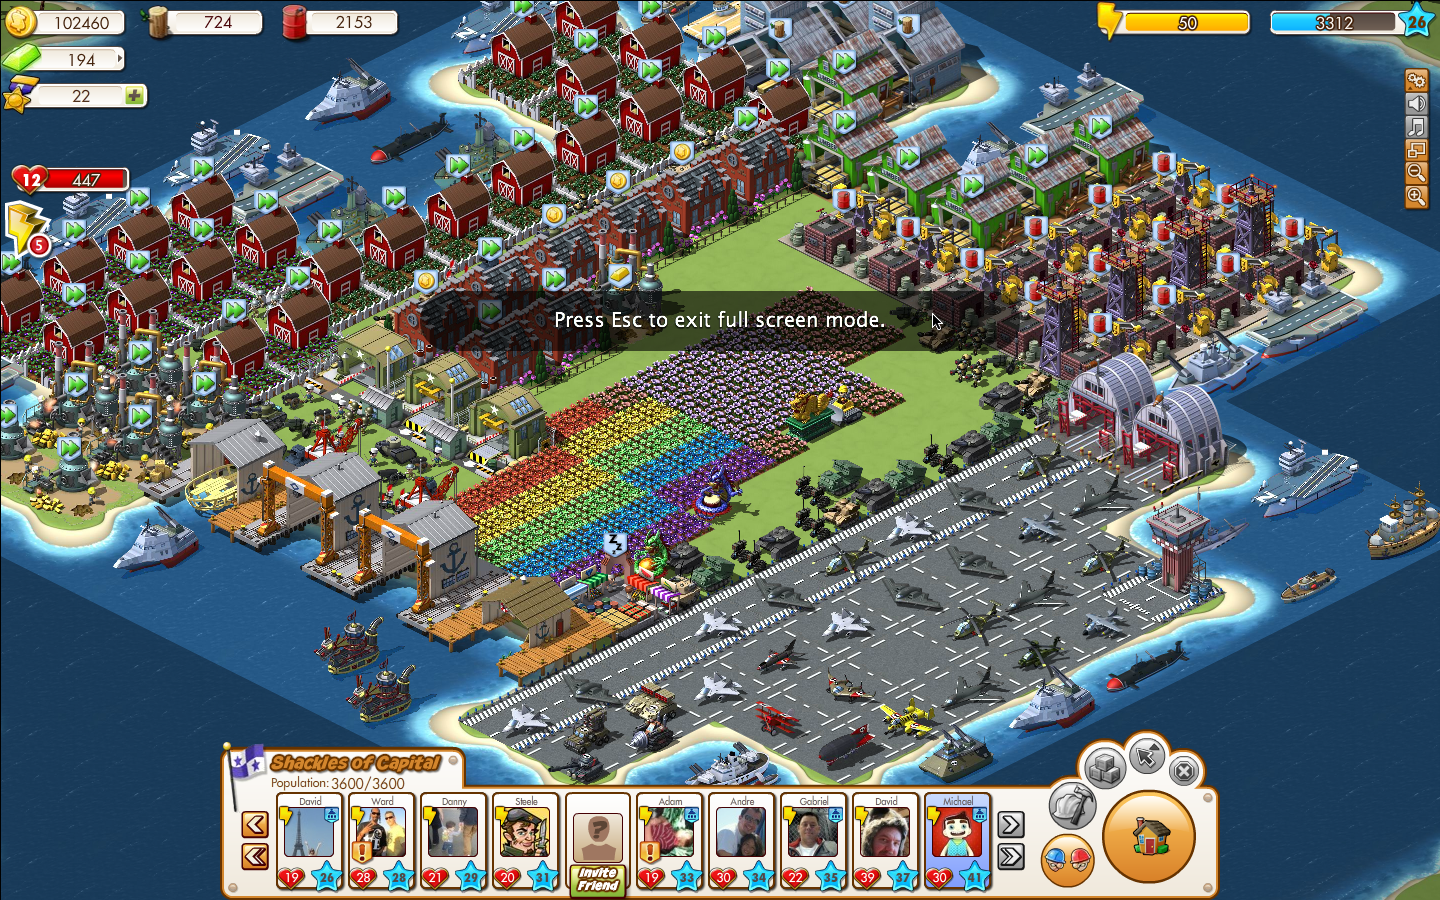 102460
724
2153
50
3312
26
194
22
12
447
5
Press Esc to exit full screen mode.
Z
Z
Shackles of Capital
Population: 3600/3600
David
Ward
Danny
Steele
Adam
Andre
Gabriel
David
Michael
?
!
!
Invite
Friend
19
26
28
28
21
29
20
31
19
33
30
34
22
35
39
37
30
41